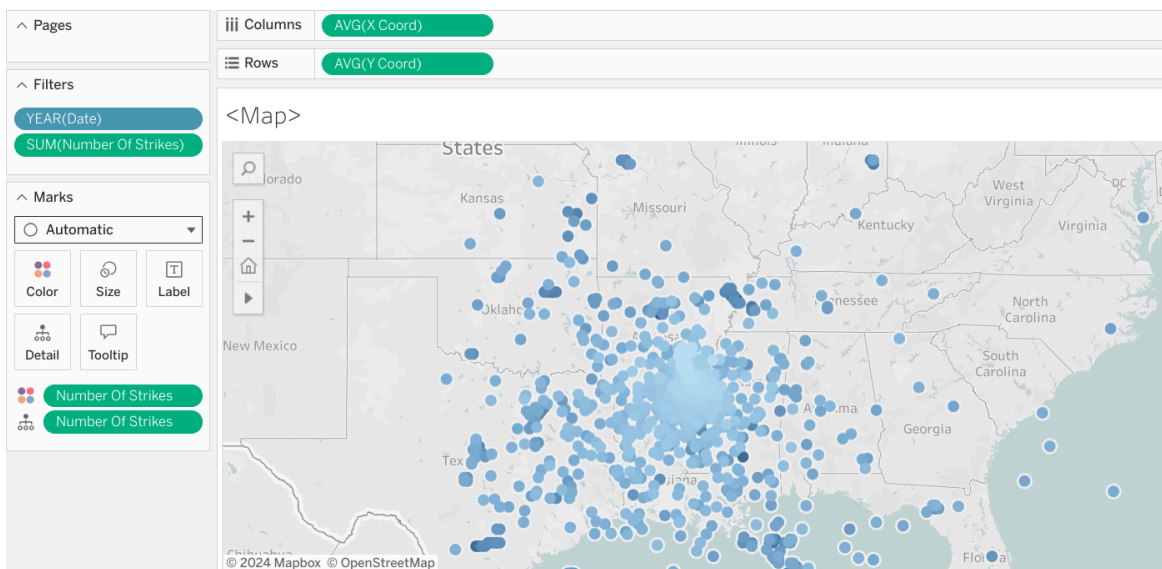 Pages
Columns
AVG(X Coord)
Rows
AVG(Y Coord)
Filters
YEAR(Date)
SUM(Number Of Strikes)
Marks
Automatic
Color
Size
Label
Detail
Tooltip
Number Of Strikes
Number Of Strikes
<Map>
States
Kansas
Missouri
West
Virginia
DC
Kentucky
Virginia
North
Carolina
New Mexico
South
Carolina
Georgia
© 2024 Mapbox © OpenStreetMap